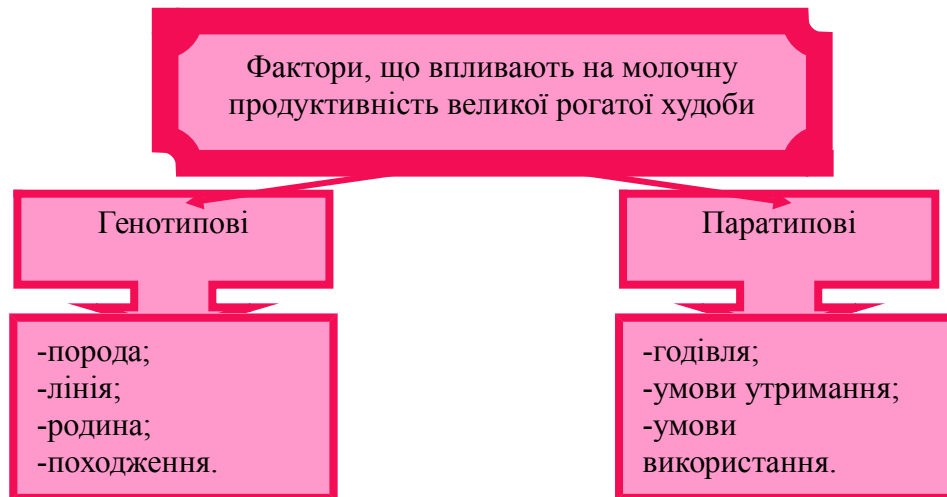 Фактори, що впливають на молочну
продуктивність великої рогатої худоби
Генотипові
Паратипові
-порода;
-лінія;
-родина;
-походження.
-годівля;
-умови утримання;
-умови
використання.